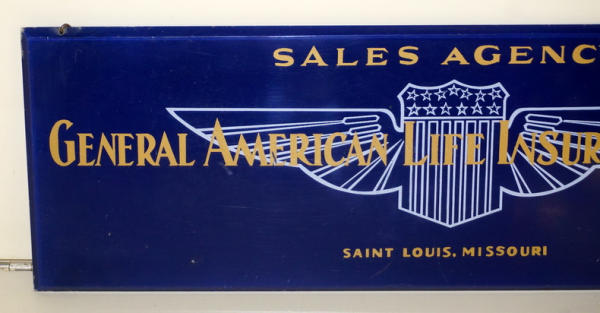 SALES AGENC
GENERAL AMERICAN LIFE INSUR
SAINT LOUIS, MISSOURI